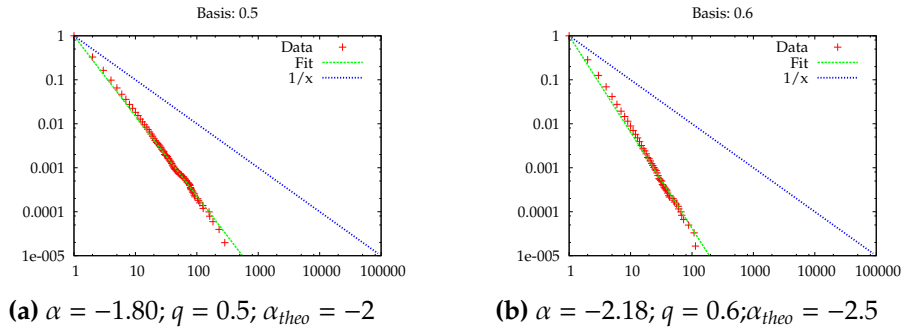 Basis: 0.5
1
0.1
0.01
0.001
0.0001
1e-005
1 10 100 1000 10000 100000
Data
Fit
1/x
(a) α = −1.80; q = 0.5; α_theo = −2
Basis: 0.6
1
0.1
0.01
0.001
0.0001
1e-005
1 10 100 1000 10000 100000
Data
Fit
1/x
(b) α = −2.18; q = 0.6;α_theo = −2.5